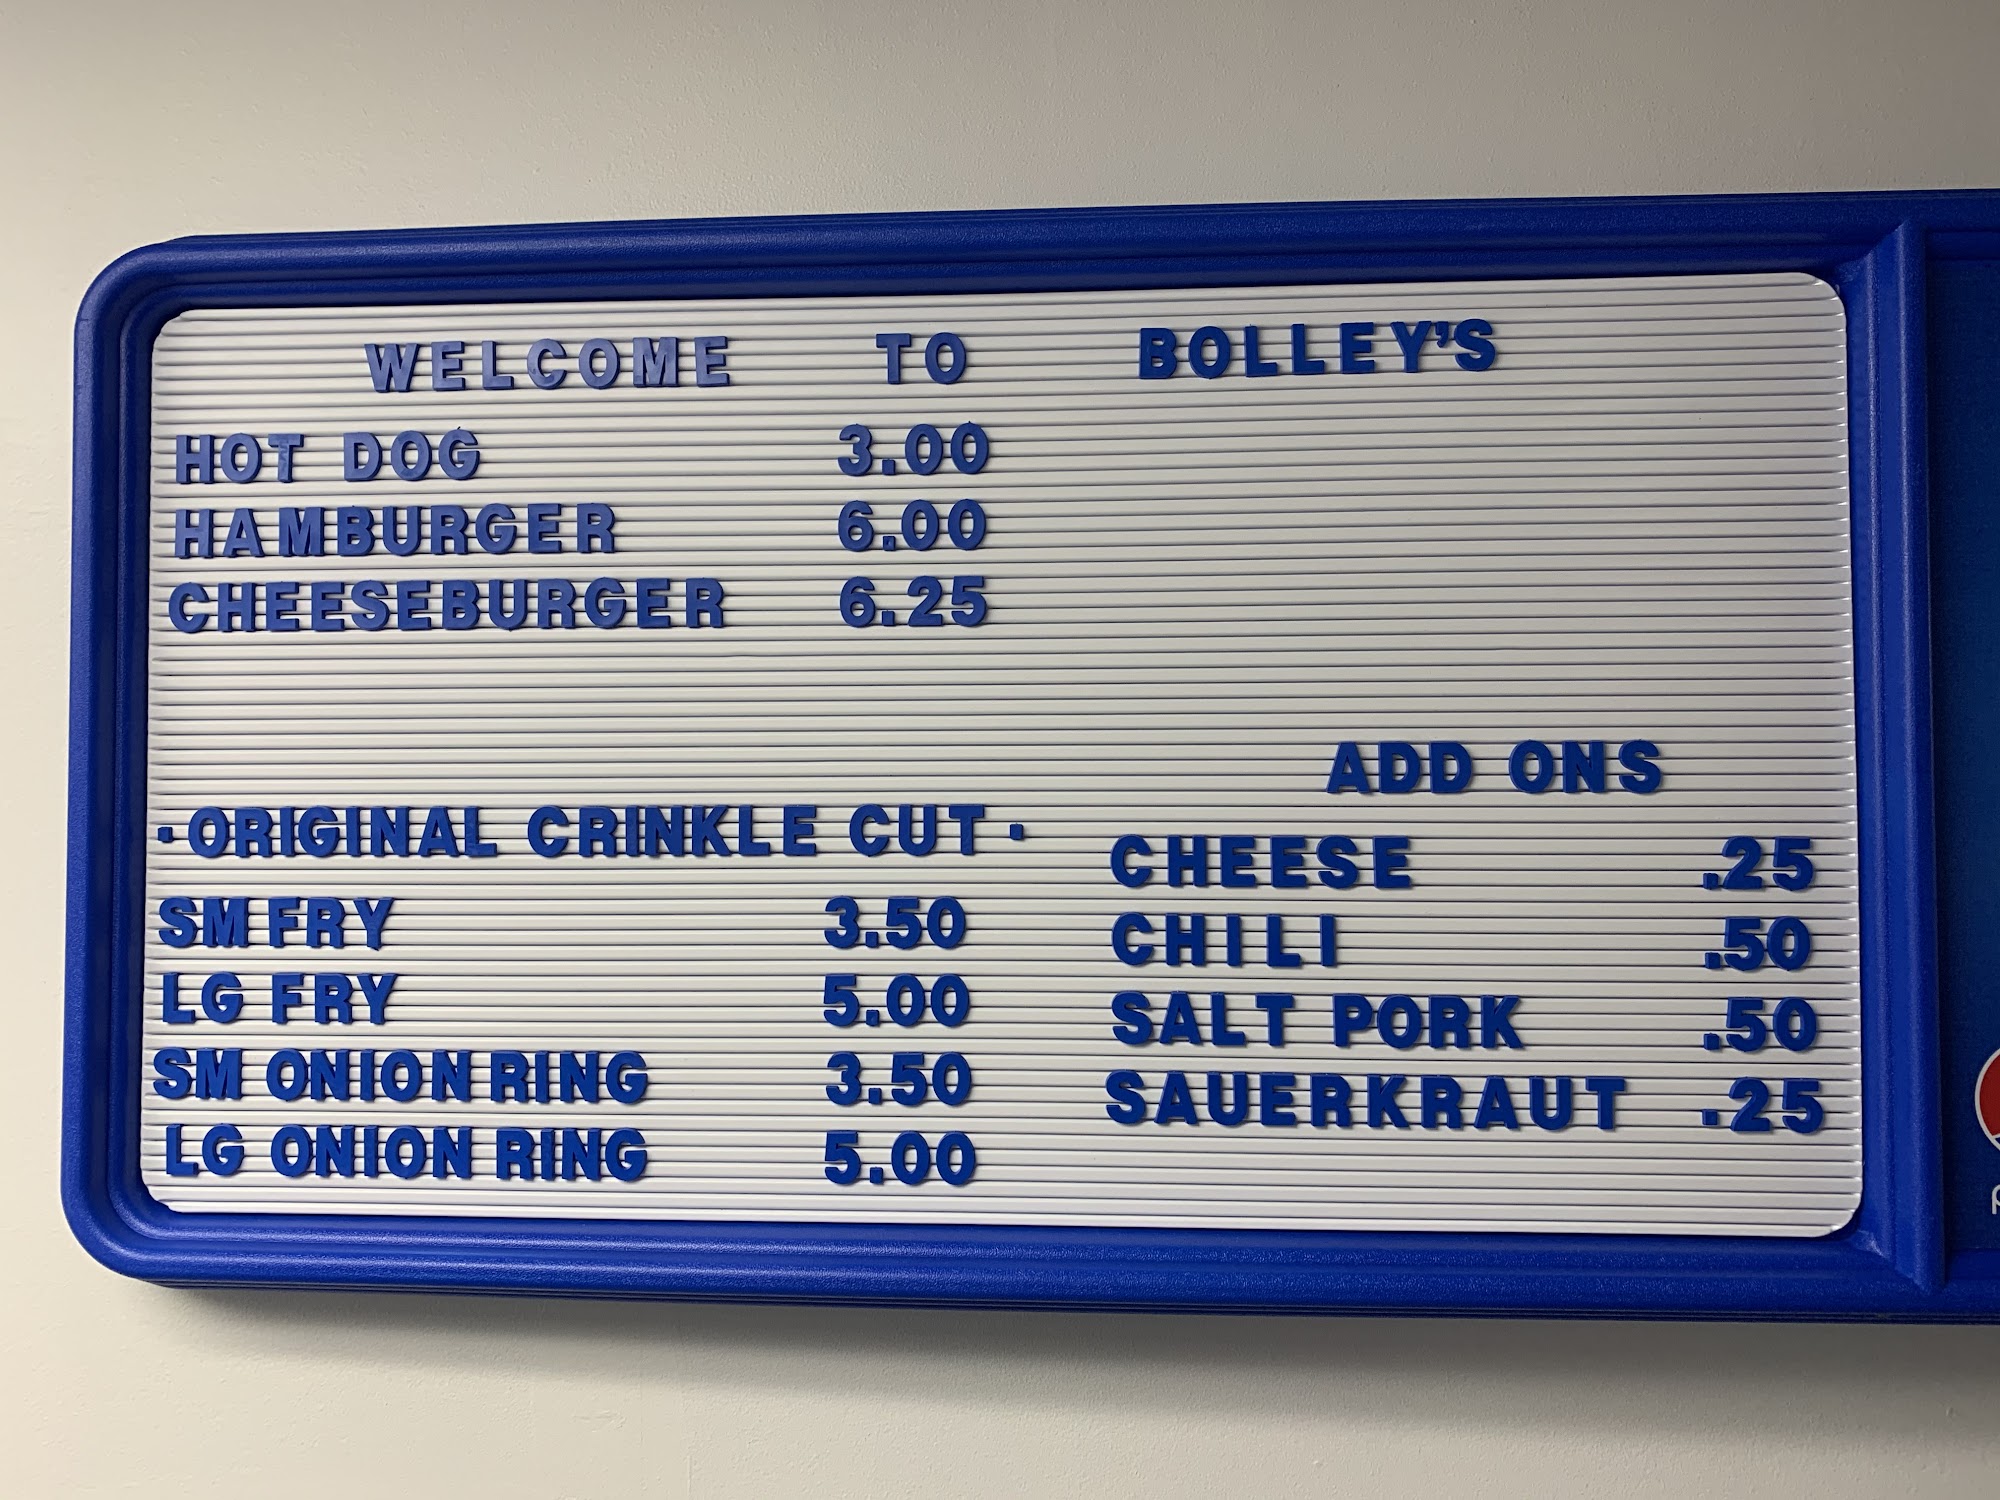 WELCOME TO BOLLEY'S
HOT DOG 3.00
HAMBURGER 6.00
CHEESEBURGER 6.25
·ORIGINAL CRINKLE CUT·
SM FRY 3.50
LG FRY 5.00
SM ONION RING 3.50
LG ONION RING 5.00
ADD ONS
CHEESE .25
CHILI .50
SALT PORK .50
SAUERKRAUT .25